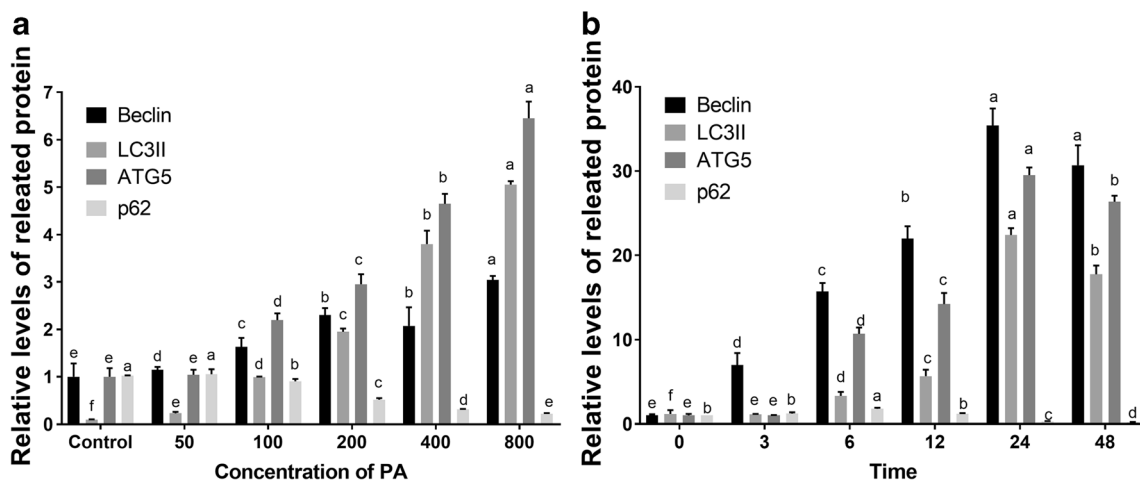 a
Relative levels of releated protein
7
6
5
4
3
2
1
0
Beclin
LC3II
ATG5
p62
e f e a
d e e a
c d d b
b c c c
b b b d
a a a e
Control 50 100 200 400 800
Concentration of PA
b
Relative levels of releated protein
40
30
20
10
0
Beclin
LC3II
ATG5
p62
e f e b
d e e b
c d d a
b c c b
a a a c
a b b d
0 3 6 12 24 48
Time